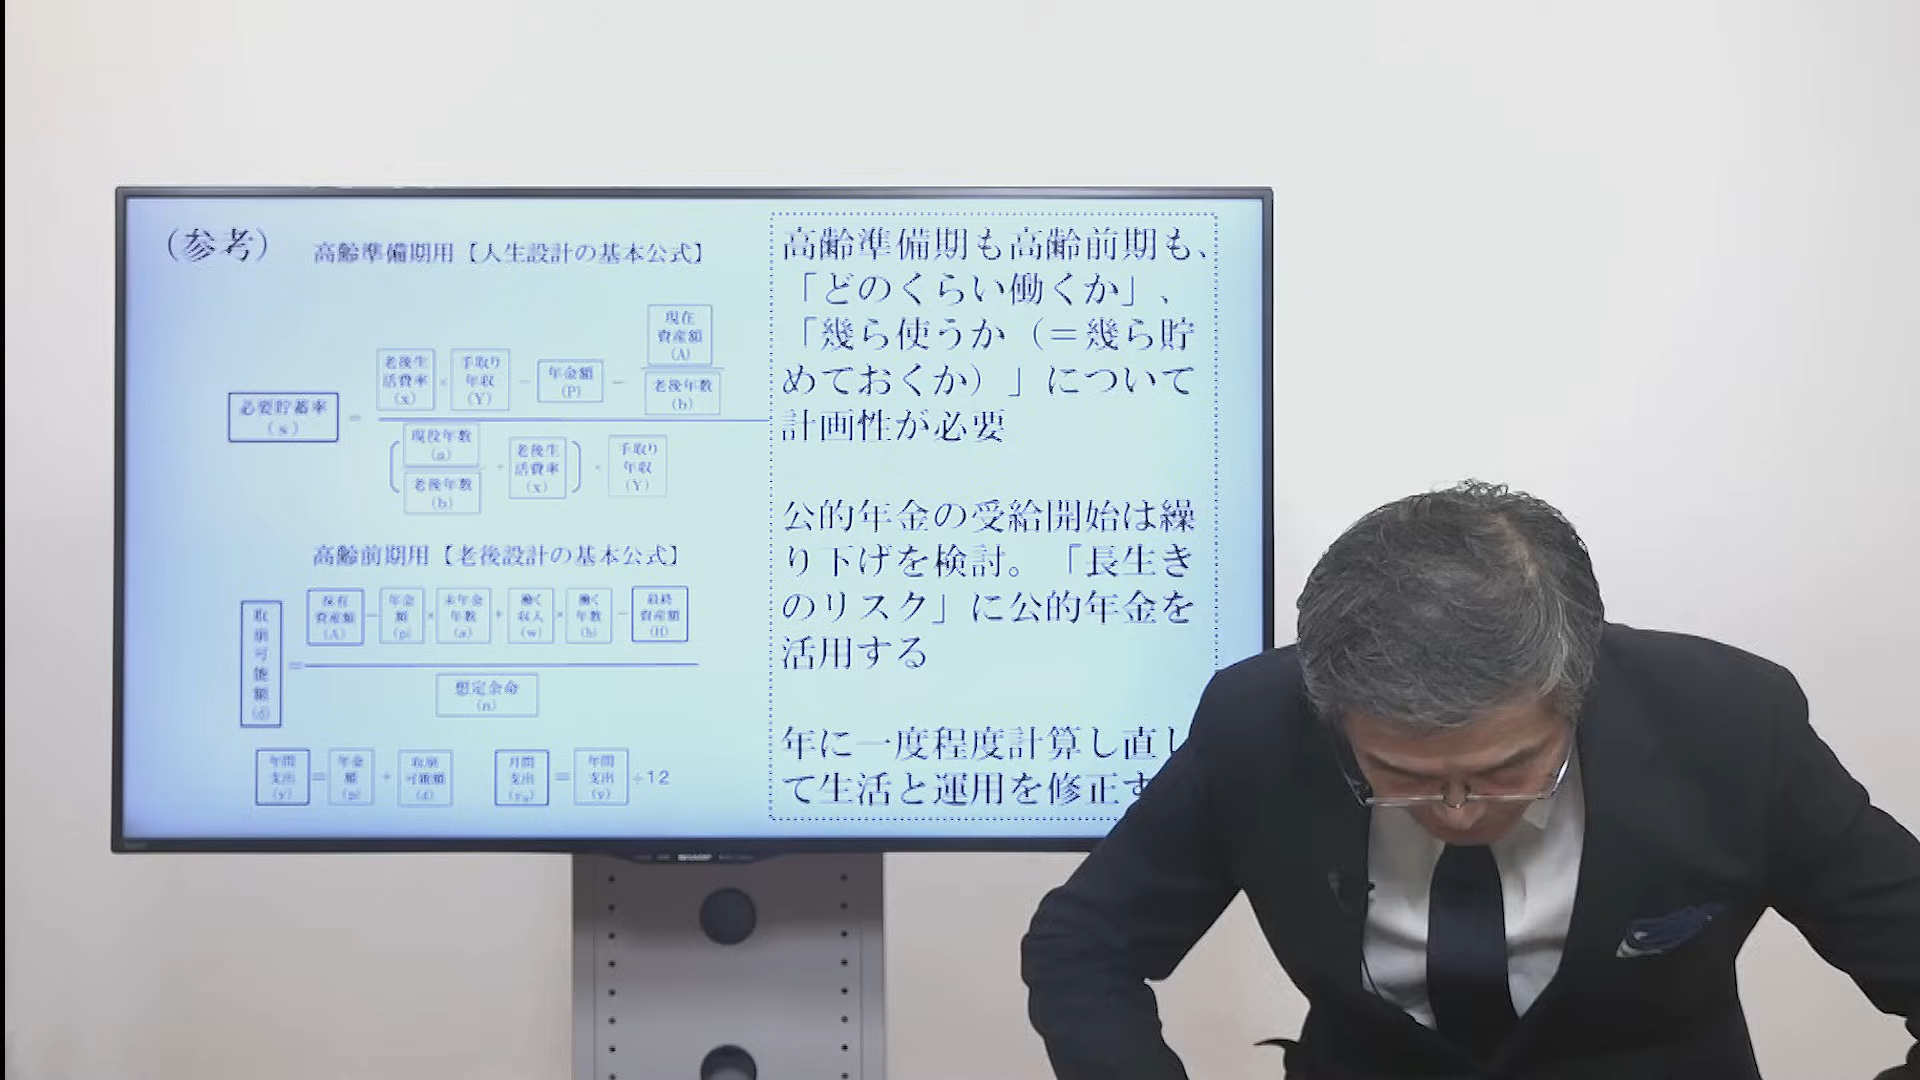 (参考)
高齢準備期用【人生設計の基本公式】
必要貯蓄率
(s)
=
老後生
活費率
(x)
×
手取り
年収
(Y)
−
年金額
(P)
−
現在
資産額
(A)
老後年数
(b)
現役年数
(a)
老後年数
(b)
+
老後生
活費率
(x)
×
手取り
年収
(Y)
高齢前期用【老後設計の基本公式】
取崩可能額(d)
=
保有
資産額
(A)
−
年金
額
(p)
×
未年金
年数
(a)
+
働く
収入
(w)
×
働く
年数
(b)
−
最終
資産額
(H)
想定余命
(n)
年間
支出
(y)
=
年金
額
(p)
+
取崩
可能額
(d)
月間
支出
=
年間
支出
(y)
÷12
高齢準備期も高齢前期も、
「どのくらい働くか」、
「幾ら使うか（＝幾ら貯
めておくか）」について
計画性が必要
公的年金の受給開始は繰
り下げを検討。「長生き
のリスク」に公的年金を
活用する
年に一度程度計算し直し
て生活と運用を修正す
SHARP